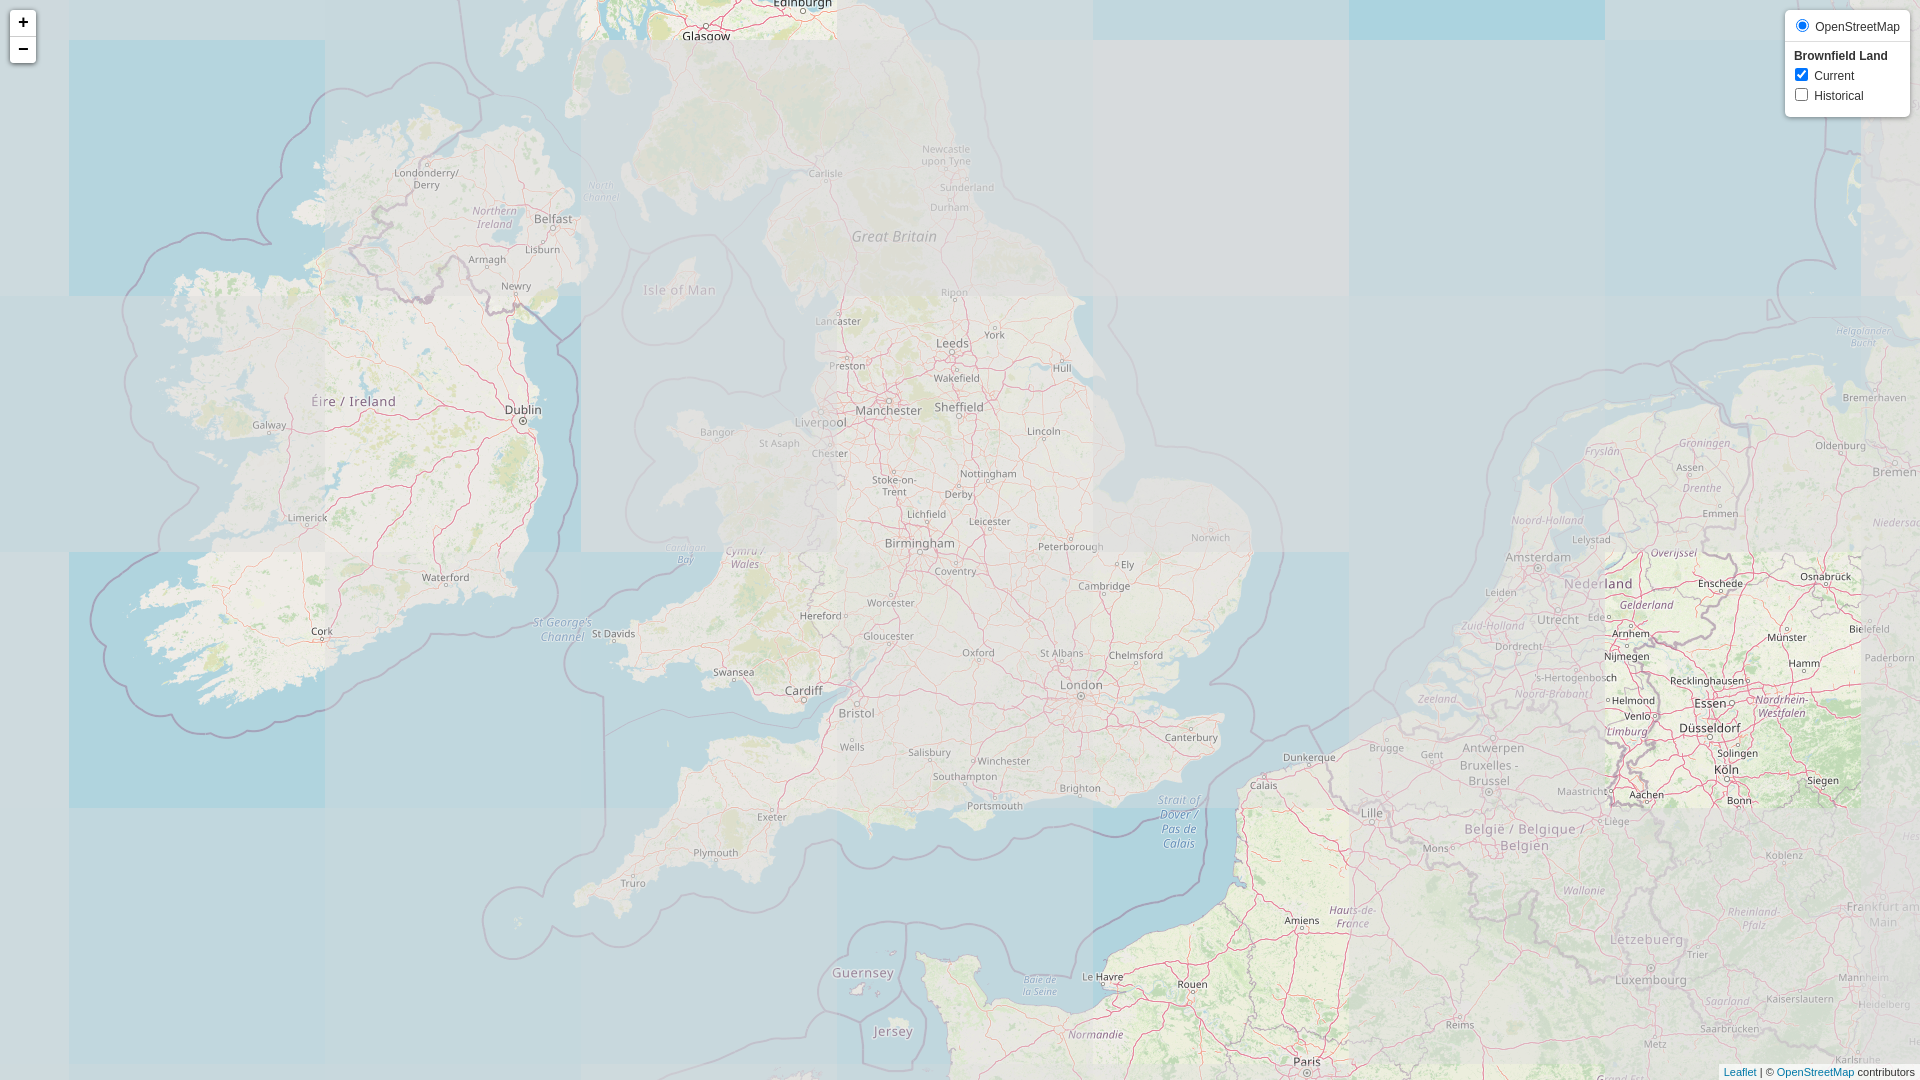 +
−
OpenStreetMap
Brownfield Land
Current
Historical
Edinburgh
Glasgow
Londonderry/
Derry
Northern
Ireland
Belfast
Lisburn
Armagh
Newry
North
Channel
Carlisle
Newcastle
upon Tyne
Sunderland
Durham
Great Britain
Isle of Man
Ripon
Lancaster
York
Leeds
Preston
Wakefield
Hull
Éire / Ireland
Dublin
Galway
Manchester
Sheffield
Liverpool
Bangor
St Asaph
Chester
Lincoln
Nottingham
Stoke-on-
Trent
Derby
Lichfield
Leicester
Limerick
Birmingham
Peterborough
Norwich
Cardigan
Bay
Cymru /
Wales
Coventry
Ely
Cambridge
Waterford
Cork
St George's
Channel
St Davids
Hereford
Worcester
Gloucester
Oxford
St Albans
Chelmsford
Swansea
Cardiff
London
Bristol
Wells
Salisbury
Winchester
Southampton
Portsmouth
Brighton
Canterbury
Exeter
Plymouth
Truro
Strait of
Dover /
Pas de
Calais
Dunkerque
Calais
Helgoländer
Bucht
Bremerhaven
Groningen
Fryslân
Assen
Oldenburg
Drenthe
Bremen
Emmen
Noord-Holland
Lelystad
Amsterdam
Overijssel
Nederland
Enschede
Osnabrück
Leiden
Gelderland
Utrecht
Ede
Zuid-Holland
Arnhem
Münster
Bielefeld
Dordrecht
Nijmegen
Hamm
Paderborn
's-Hertogenbosch
Recklinghausen
Zeeland
Noord-Brabant
Helmond
Essen
Nordrhein-
Westfalen
Venlo
Limburg
Düsseldorf
Brugge
Gent
Antwerpen
Bruxelles -
Brussel
Solingen
Köln
Siegen
Maastricht
Aachen
Bonn
Lille
België / Belgique /
Belgien
Liège
Mons
Koblenz
Wallonie
Amiens
Hauts-de-
France
Rheinland-
Pfalz
Frankfurt am
Main
Lëtzebuerg
Trier
Luxembourg
Mannheim
Guernsey
Jersey
Baie de
la Seine
Le Havre
Rouen
Normandie
Reims
Saarland
Kaiserslautern
Heidelberg
Saarbrücken
Metz
Karlsruhe
Paris
Grand Est
Leaflet | © OpenStreetMap contributors